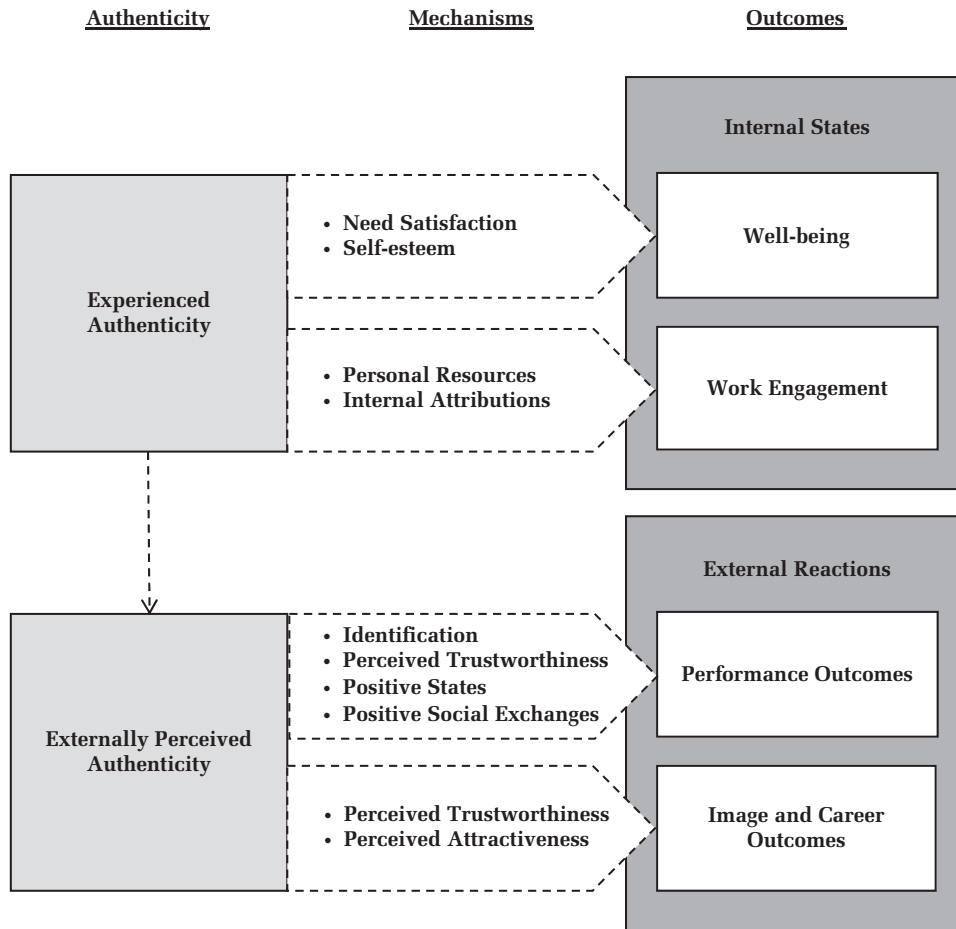 Authenticity
Mechanisms
Outcomes
Internal States
• Need Satisfaction
• Self-esteem
Well-being
Experienced
Authenticity
• Personal Resources
• Internal Attributions
Work Engagement
External Reactions
• Identification
• Perceived Trustworthiness
• Positive States
• Positive Social Exchanges
Performance Outcomes
Externally Perceived
Authenticity
• Perceived Trustworthiness
• Perceived Attractiveness
Image and Career
Outcomes